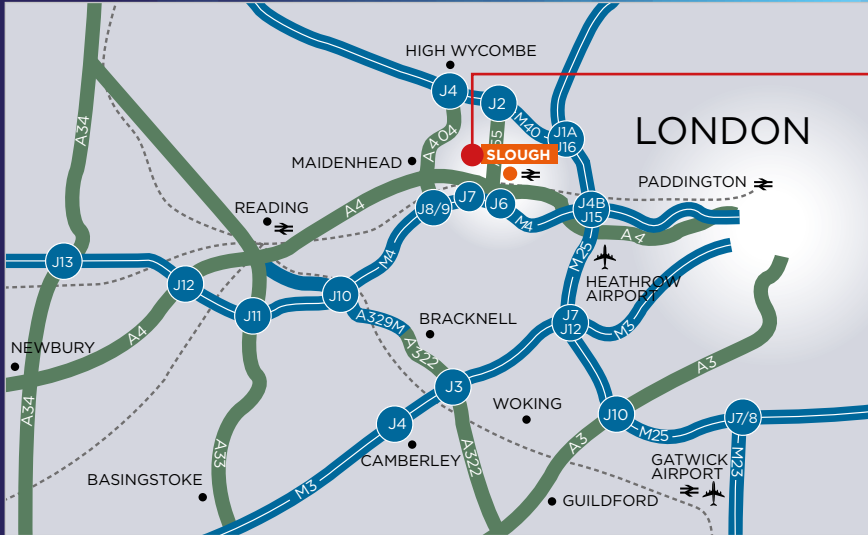 HIGH WYCOMBE
J4
J2
M40
J1A
J16
LONDON
A34
A404
SLOUGH
MAIDENHEAD
PADDINGTON
READING
A4
J8/9
J7
J6
M4
J4B
J15
A4
M25
HEATHROW
AIRPORT
J13
J12
M4
J10
J11
A329M
BRACKNELL
J7
J12
M3
NEWBURY
A4
A322
A3
J3
A34
J4
WOKING
J10
M25
J7/8
A33
CAMBERLEY
A322
A3
GATWICK
AIRPORT
M23
BASINGSTOKE
M3
GUILDFORD